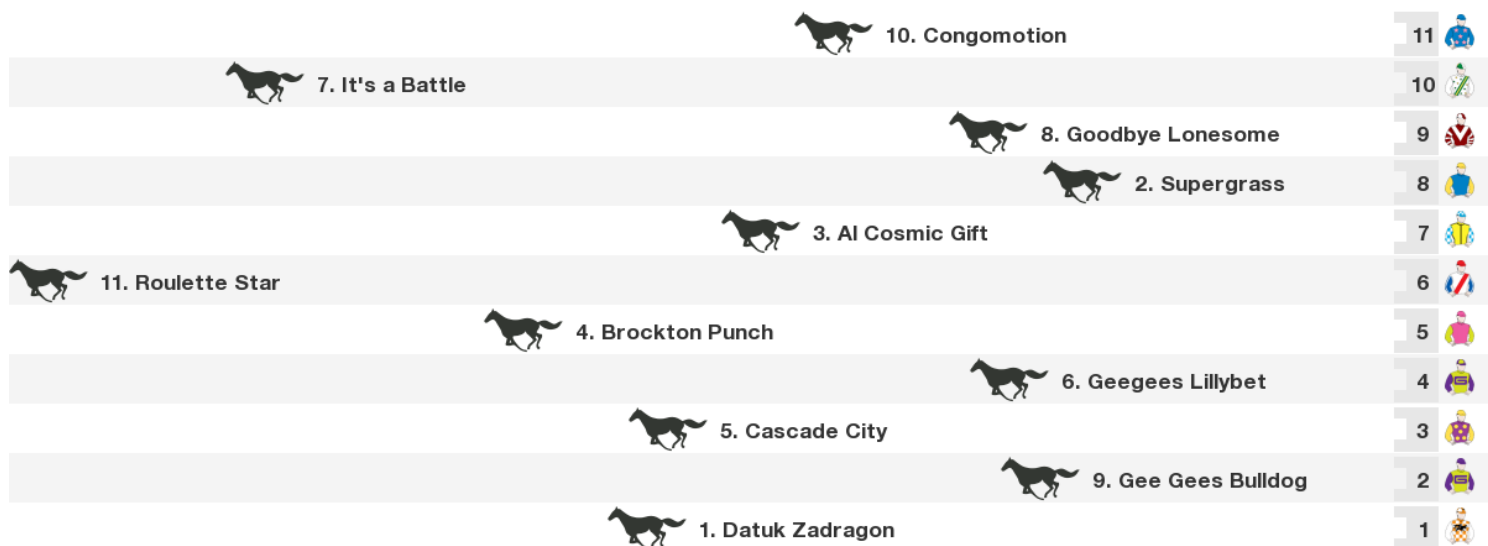 10. Congomotion 11
7. It's a Battle 10
8. Goodbye Lonesome 9
2. Supergrass 8
3. Al Cosmic Gift 7
11. Roulette Star 6
4. Brockton Punch 5
6. Geegees Lillybet 4
5. Cascade City 3
9. Gee Gees Bulldog 2
1. Datuk Zadragon 1